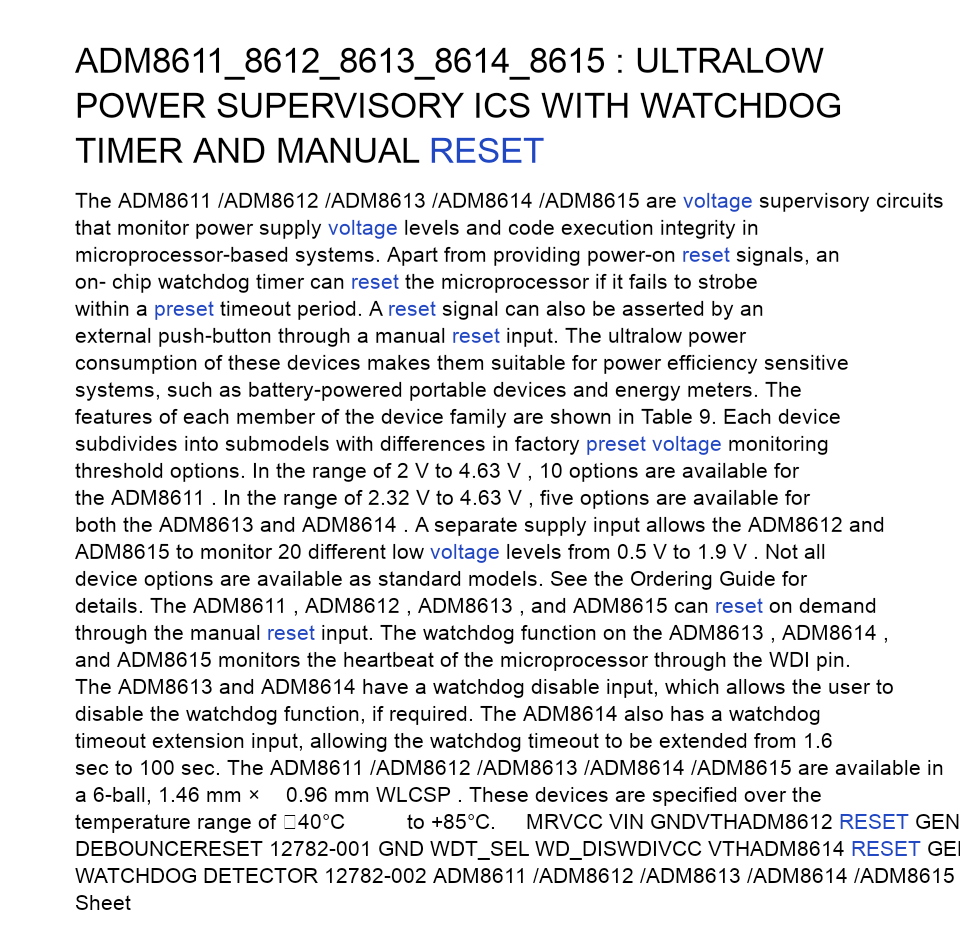 ADM8611_8612_8613_8614_8615 : ULTRALOW
POWER SUPERVISORY ICS WITH WATCHDOG
TIMER AND MANUAL RESET
The ADM8611 /ADM8612 /ADM8613 /ADM8614 /ADM8615 are voltage supervisory circuits
that monitor power supply voltage levels and code execution integrity in
microprocessor-based systems. Apart from providing power-on reset signals, an
on- chip watchdog timer can reset the microprocessor if it fails to strobe
within a preset timeout period. A reset signal can also be asserted by an
external push-button through a manual reset input. The ultralow power
consumption of these devices makes them suitable for power efficiency sensitive
systems, such as battery-powered portable devices and energy meters. The
features of each member of the device family are shown in Table 9. Each device
subdivides into submodels with differences in factory preset voltage monitoring
threshold options. In the range of 2 V to 4.63 V , 10 options are available for
the ADM8611 . In the range of 2.32 V to 4.63 V , five options are available for
both the ADM8613 and ADM8614 . A separate supply input allows the ADM8612 and
ADM8615 to monitor 20 different low voltage levels from 0.5 V to 1.9 V . Not all
device options are available as standard models. See the Ordering Guide for
details. The ADM8611 , ADM8612 , ADM8613 , and ADM8615 can reset on demand
through the manual reset input. The watchdog function on the ADM8613 , ADM8614 ,
and ADM8615 monitors the heartbeat of the microprocessor through the WDI pin.
The ADM8613 and ADM8614 have a watchdog disable input, which allows the user to
disable the watchdog function, if required. The ADM8614 also has a watchdog
timeout extension input, allowing the watchdog timeout to be extended from 1.6
sec to 100 sec. The ADM8611 /ADM8612 /ADM8613 /ADM8614 /ADM8615 are available in
a 6-ball, 1.46 mm × 0.96 mm WLCSP . These devices are specified over the
temperature range of 40°C to +85°C. MRVCC VIN GNDVTHADM8612 RESET GEN
DEBOUNCERESET 12782-001 GND WDT_SEL WD_DISWDIVCC VTHADM8614 RESET GE
WATCHDOG DETECTOR 12782-002 ADM8611 /ADM8612 /ADM8613 /ADM8614 /ADM8615
Sheet